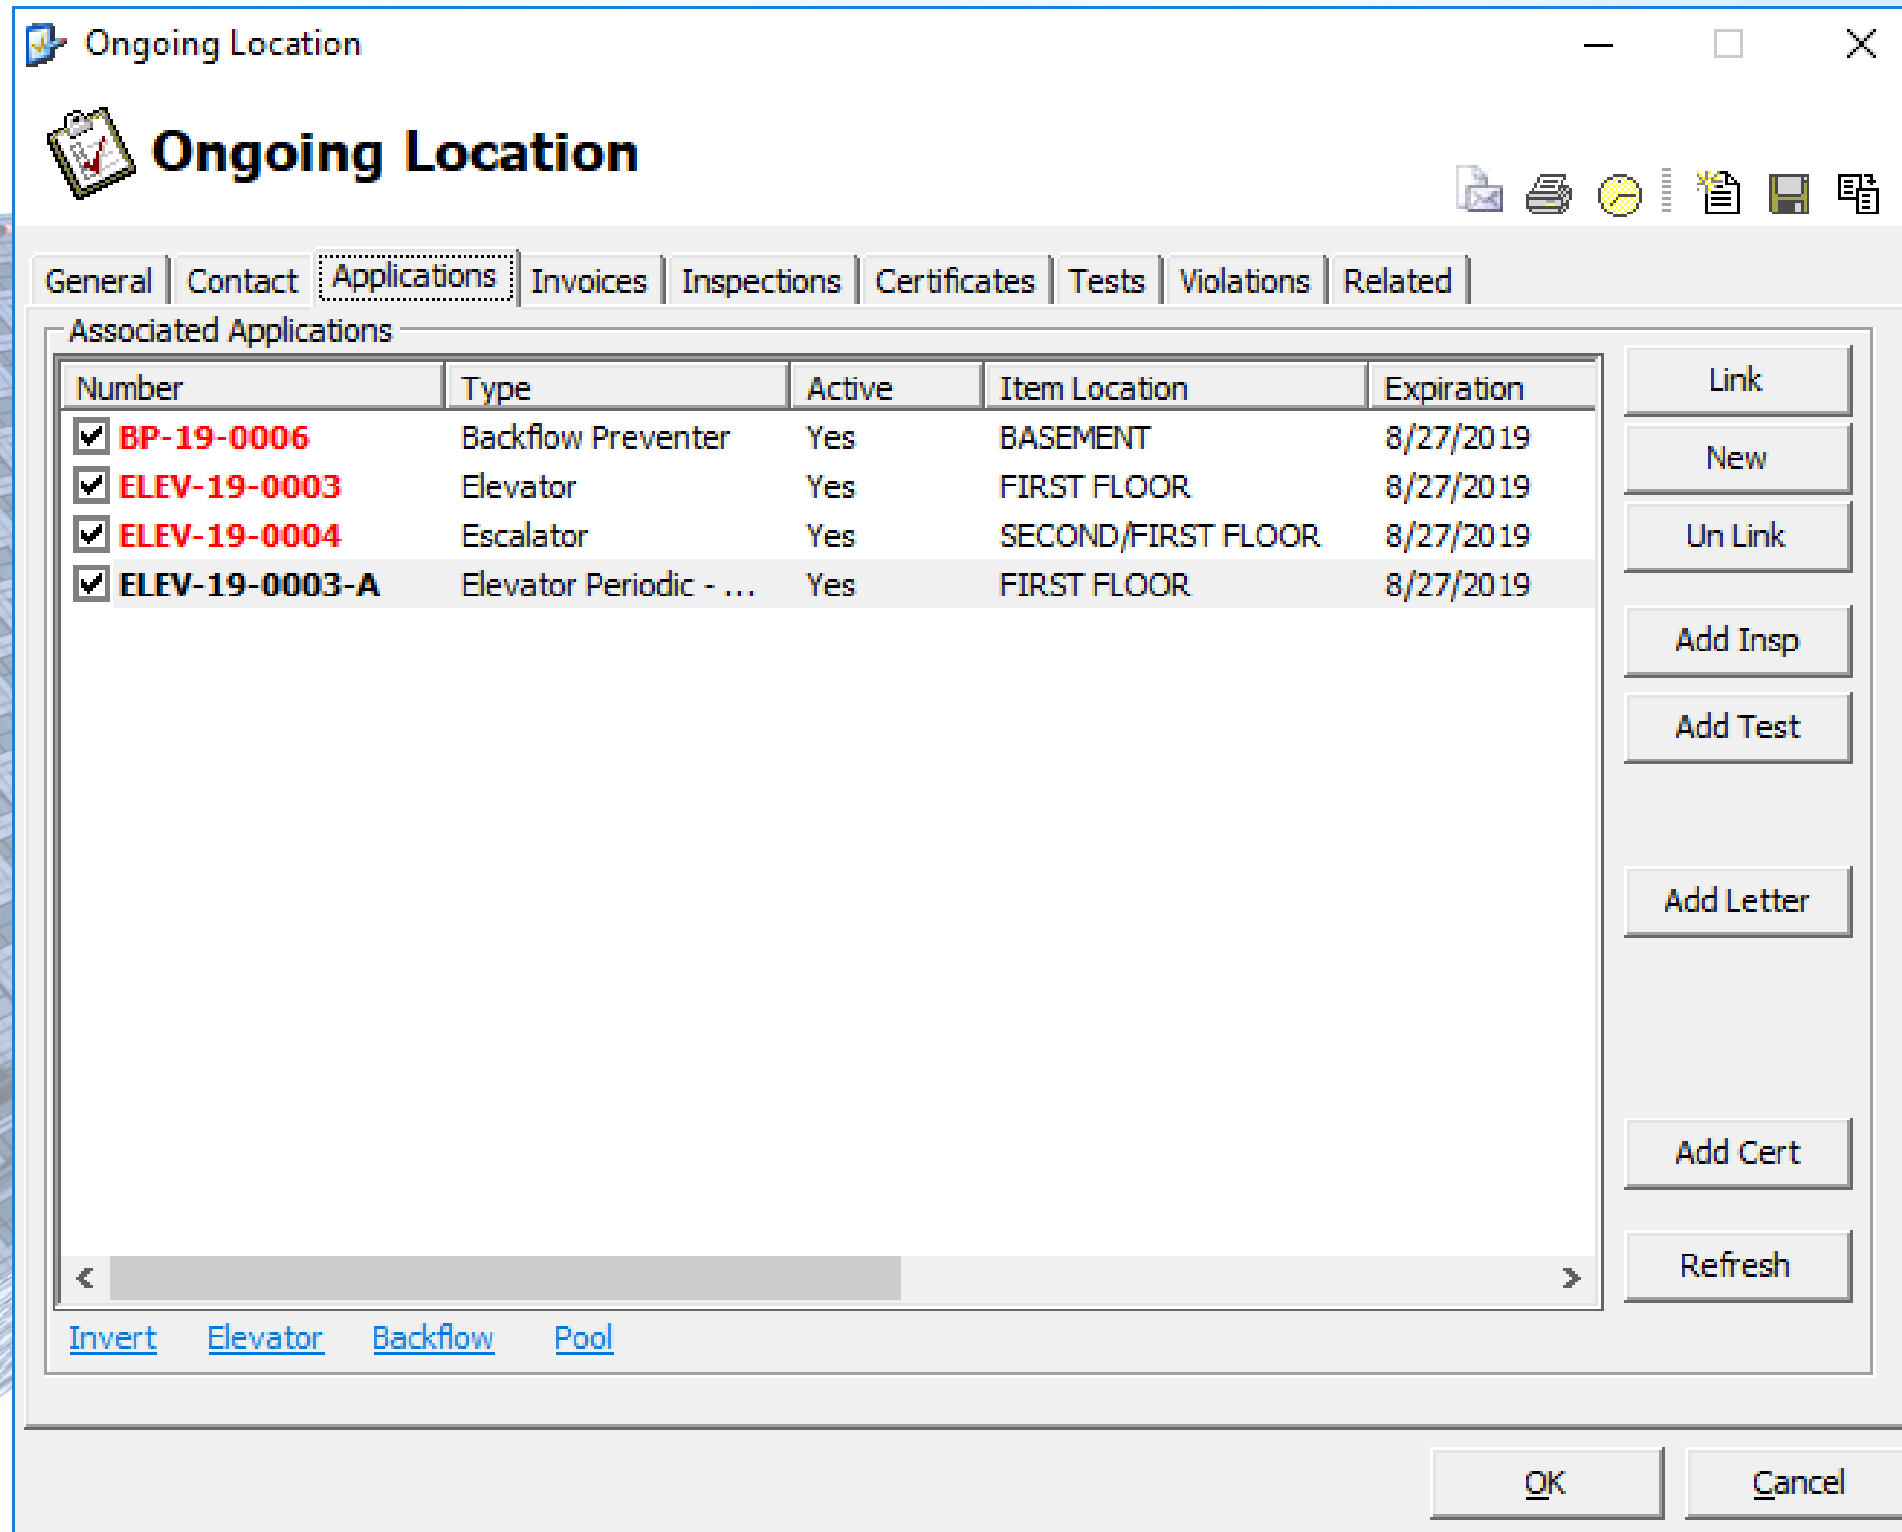 Ongoing Location
Ongoing Location
General Contact Applications Invoices Inspections Certificates Tests Violations Related
Associated Applications
Number Type Active Item Location Expiration
BP-19-0006 Backflow Preventer Yes BASEMENT 8/27/2019
ELEV-19-0003 Elevator Yes FIRST FLOOR 8/27/2019
ELEV-19-0004 Escalator Yes SECOND/FIRST FLOOR 8/27/2019
ELEV-19-0003-A Elevator Periodic - ... Yes FIRST FLOOR 8/27/2019
Link
New
Un Link
Add Insp
Add Test
Add Letter
Add Cert
Refresh
Invert Elevator Backflow Pool
OK Cancel